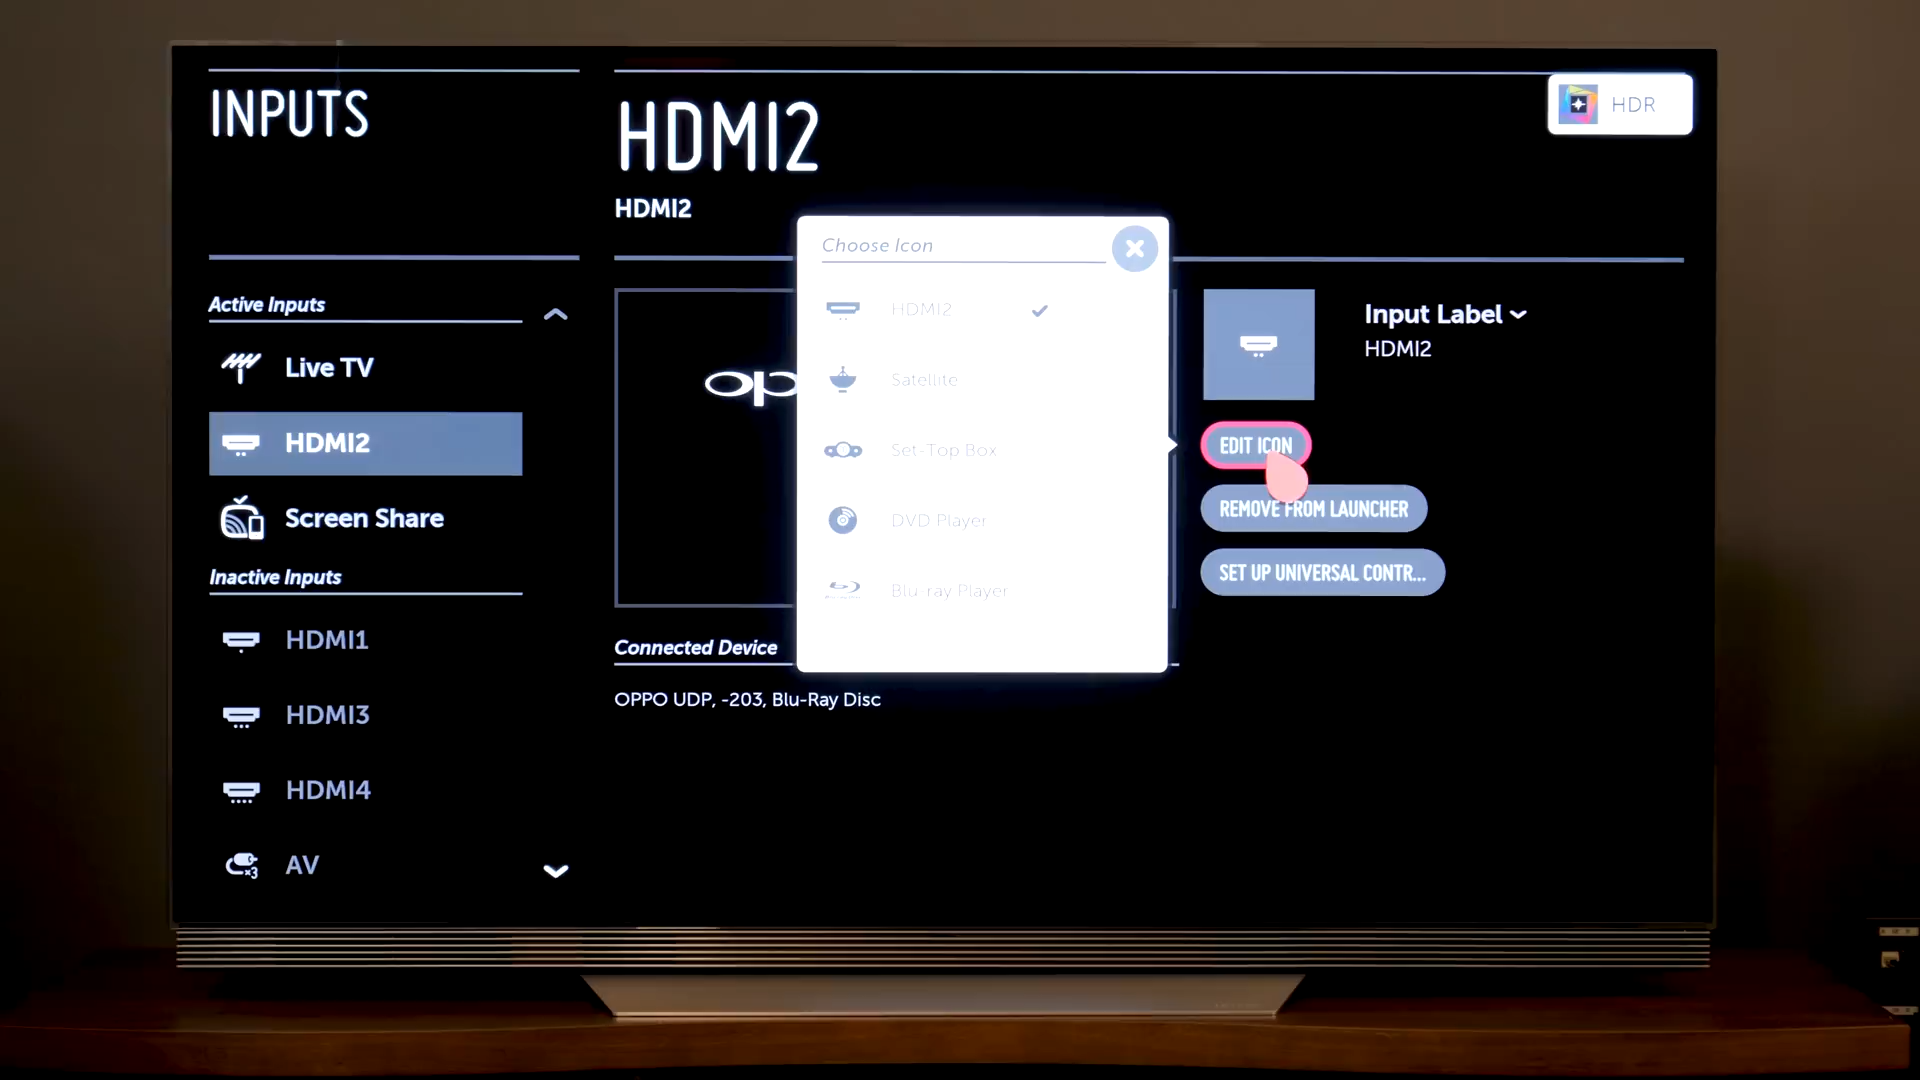 INPUTS
Active Inputs
Live TV
HDMI2
Screen Share
Inactive Inputs
HDMI1
HDMI3
HDMI4
AV
x3
HDMI2
HDMI2
HDR
op
Choose Icon
HDMI2
Satellite
Set-Top Box
DVD Player
Blu-ray Player
Input Label
HDMI2
EDIT ICON
REMOVE FROM LAUNCHER
SET UP UNIVERSAL CONTR...
Connected Device
OPPO UDP, -203, Blu-Ray Disc